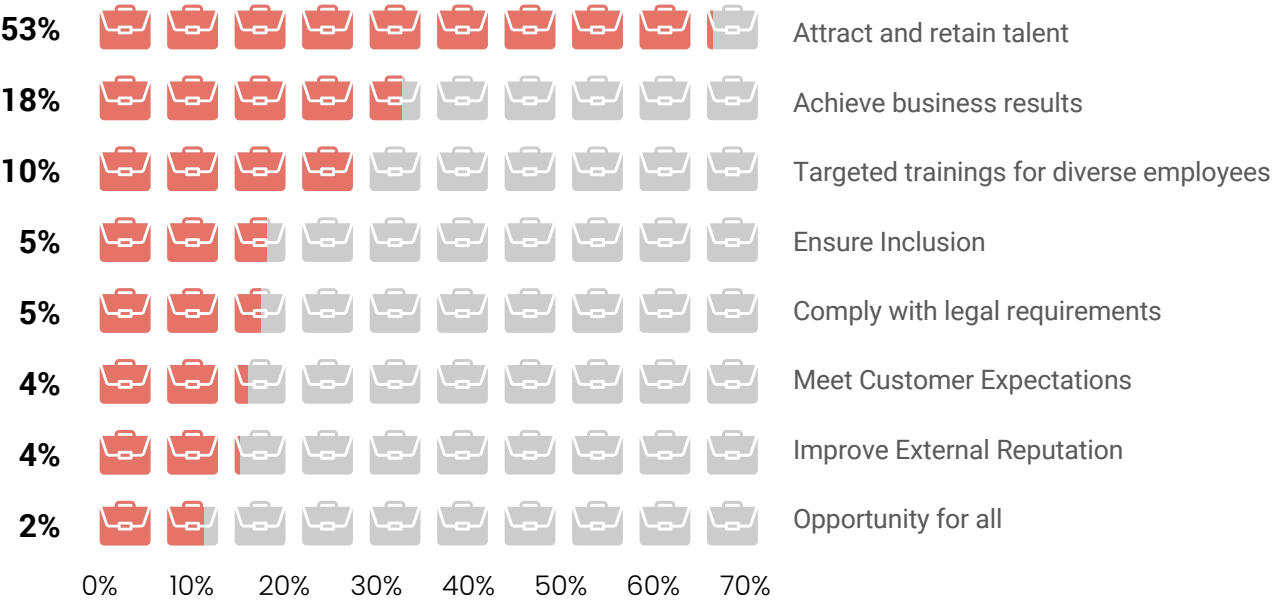 53% Attract and retain talent
18% Achieve business results
10% Targeted trainings for diverse employees
5% Ensure Inclusion
5% Comply with legal requirements
4% Meet Customer Expectations
4% Improve External Reputation
2% Opportunity for all
0% 10% 20% 30% 40% 50% 60% 70%